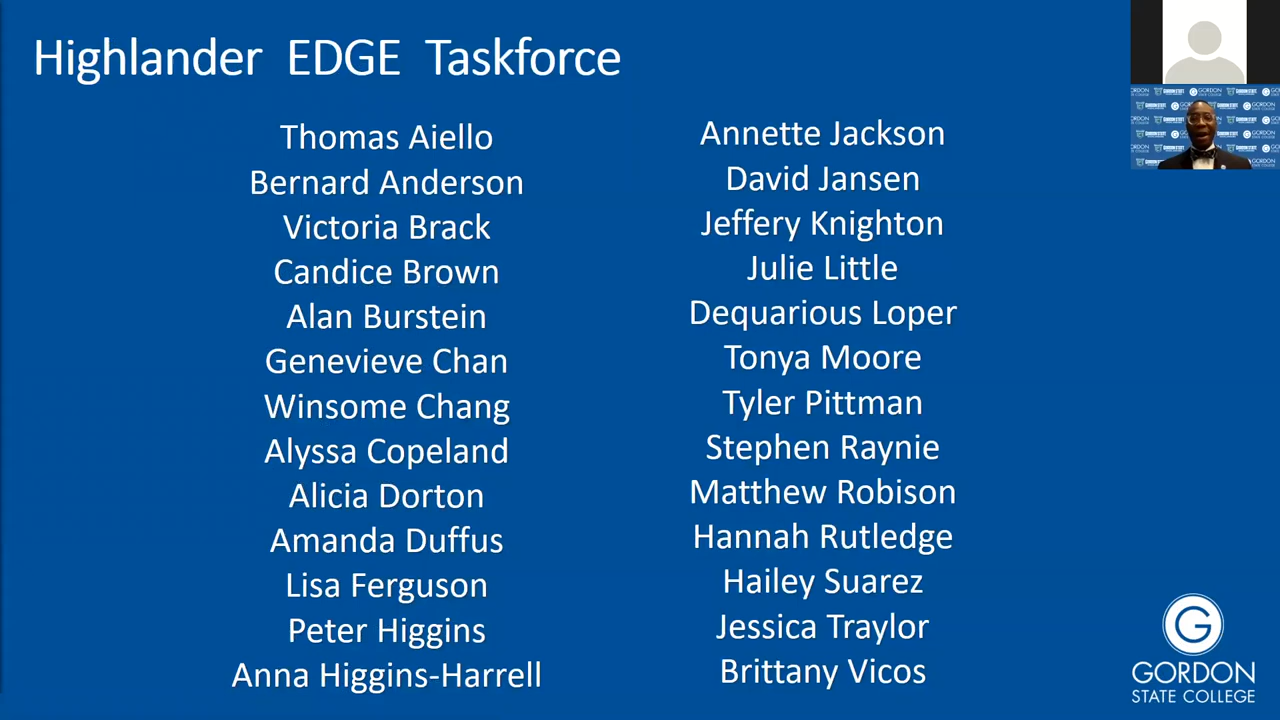 Highlander EDGE Taskforce
Thomas Aiello
Bernard Anderson
Victoria Brack
Candice Brown
Alan Burstein
Genevieve Chan
Winsome Chang
Alyssa Copeland
Alicia Dorton
Amanda Duffus
Lisa Ferguson
Peter Higgins
Anna Higgins-Harrell
Annette Jackson
David Jansen
Jeffery Knighton
Julie Little
Dequarious Loper
Tonya Moore
Tyler Pittman
Stephen Raynie
Matthew Robison
Hannah Rutledge
Hailey Suarez
Jessica Traylor
Brittany Vicos
G
GORDON
STATE COLLEGE